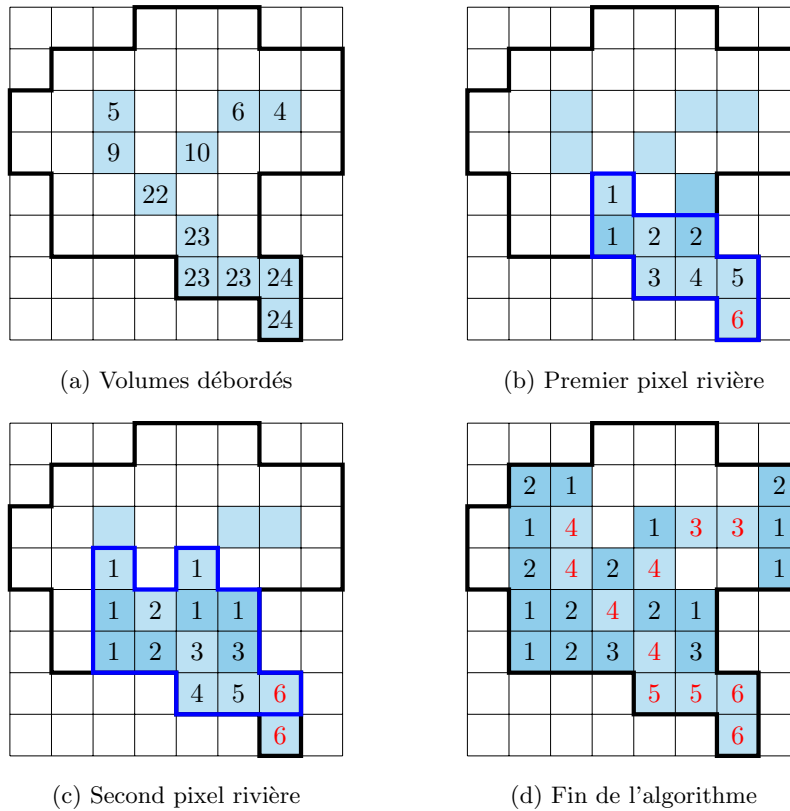 5 6 4
9 10
22
23
23 23 24
24
(a) Volumes débordés
1
1 2 2
3 4 5
6
(b) Premier pixel rivière
1 1
1 2 1 1
1 2 3 3
4 5 6
6
(c) Second pixel rivière
2 1 2
1 4 1 3 3 1
2 4 2 4 1
1 2 4 2 1
1 2 3 4 3
5 5 6
6
(d) Fin de l'algorithme